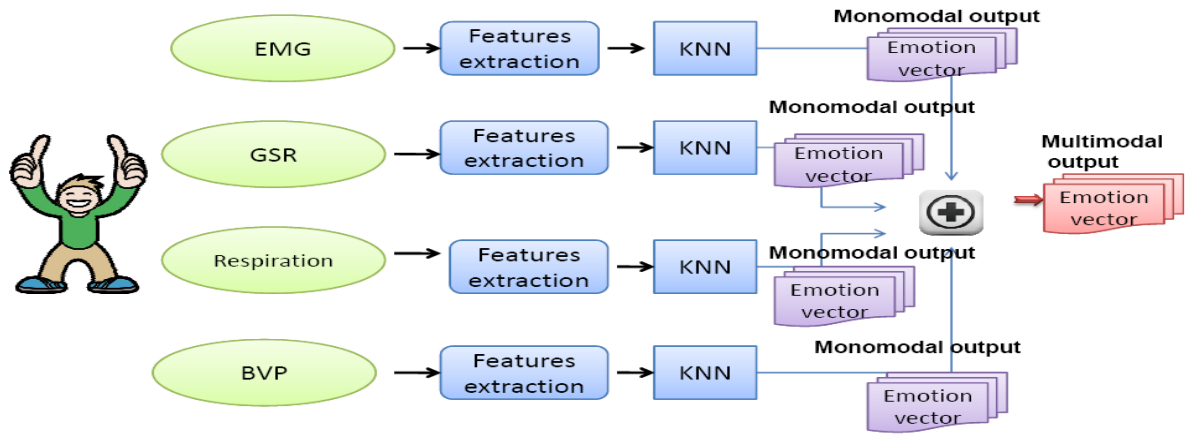 Monomodal output
EMG
Features
extraction
KNN
Emotion
vector
Monomodal output
GSR
Features
extraction
KNN
Emotion
vector
Multimodal
output
Emotion
vector
Respiration
Features
extraction
KNN
Monomodal output
Emotion
vector
Monomodal output
BVP
Features
extraction
KNN
Emotion
vector